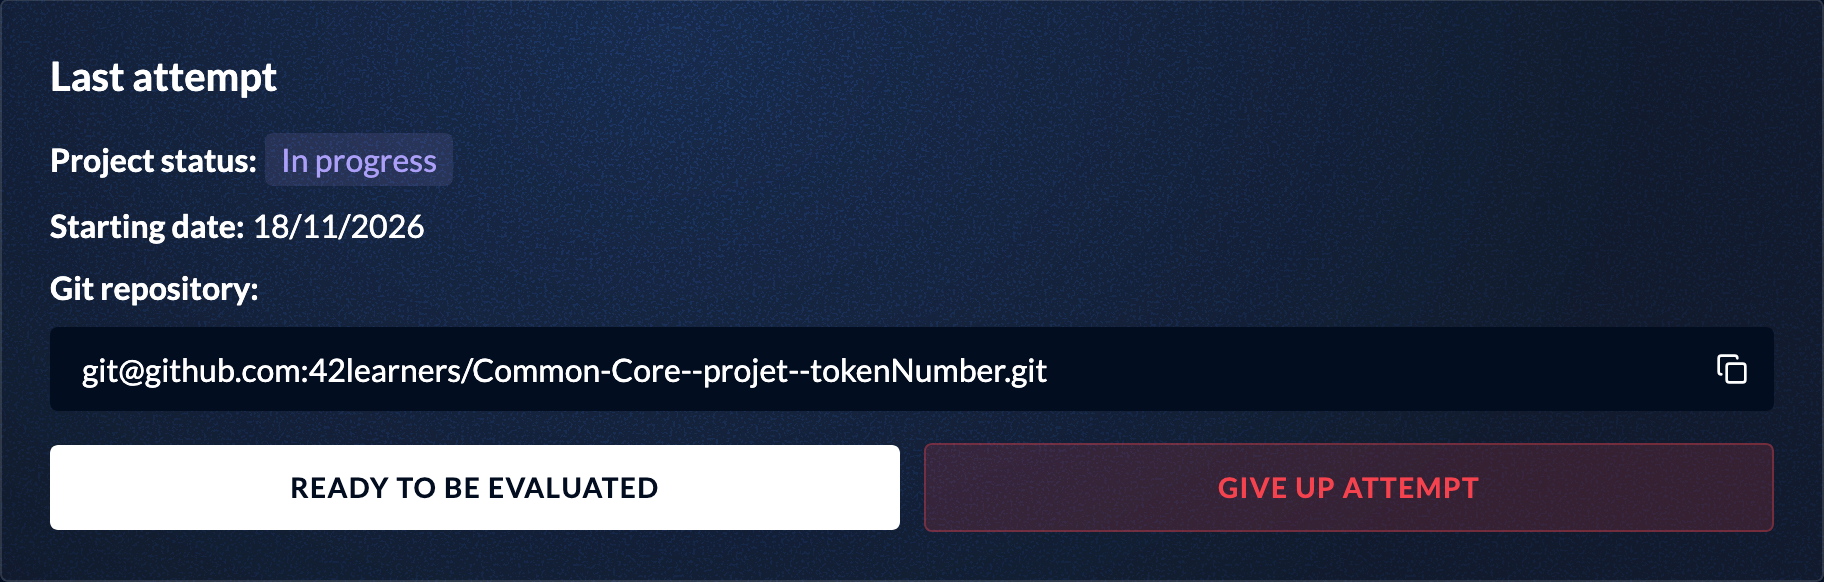 Last attempt
Project status: In progress
Starting date: 18/11/2026
Git repository:
git@github.com:42learners/Common-Core--projet--tokenNumber.git
READY TO BE EVALUATED
GIVE UP ATTEMPT